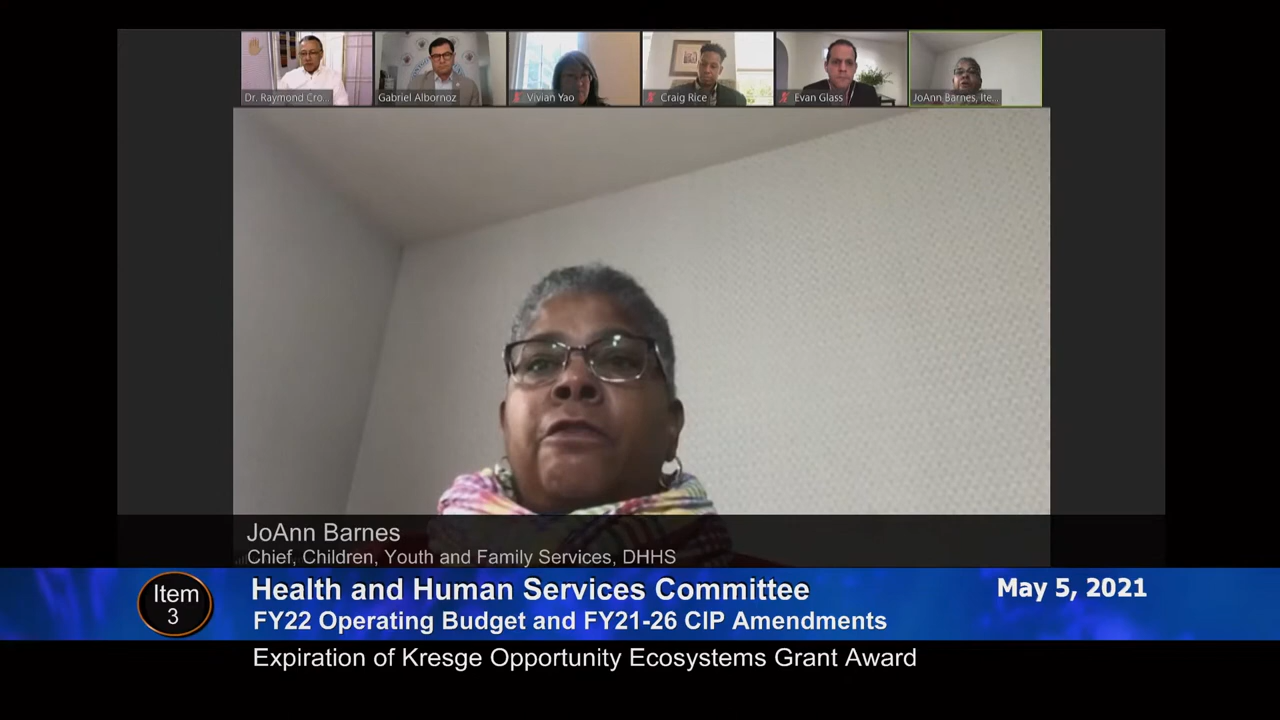 Dr. Raymond Cro...
Gabriel Albornoz
Vivian Yao
Craig Rice
Evan Glass
JoAnn Barnes, Ite...
JoAnn Barnes
Chief, Children, Youth and Family Services, DHHS
Item
3
Health and Human Services Committee
May 5, 2021
FY22 Operating Budget and FY21-26 CIP Amendments
Expiration of Kresge Opportunity Ecosystems Grant Award